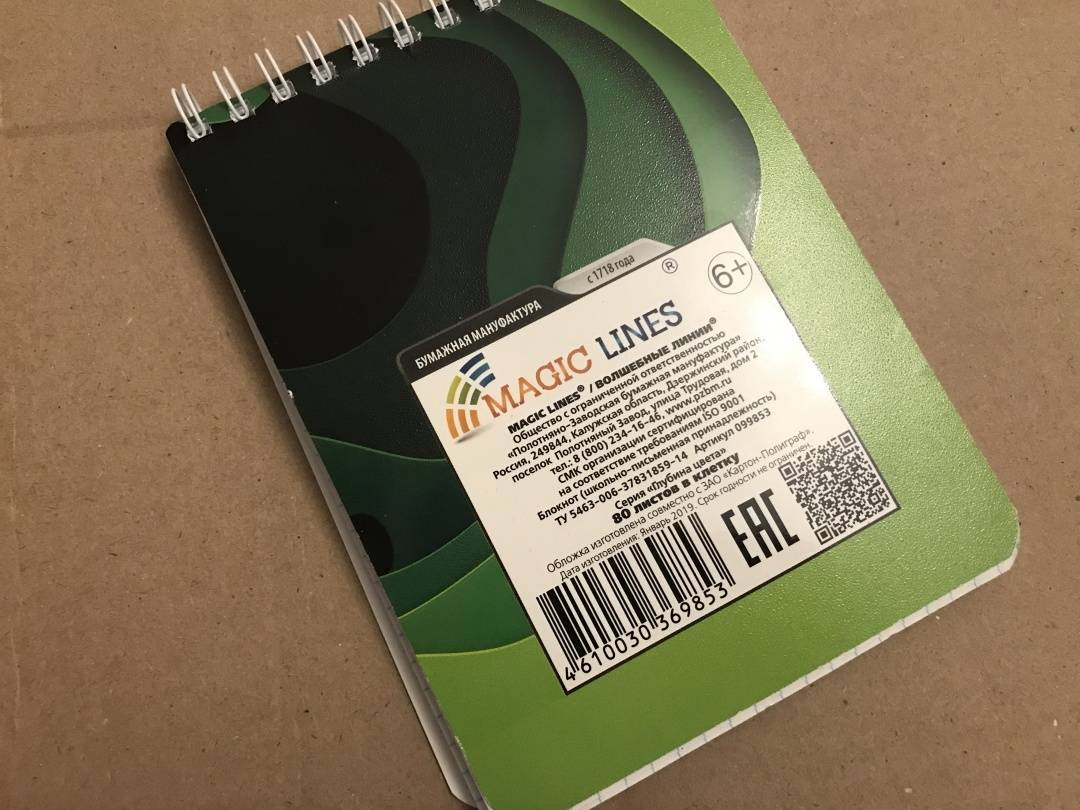 БУМАЖНАЯ МАНУФАКТУРА
с 1718 года
®
6+
MAGIC LINES
MAGIC LINES® / ВОЛШЕБНЫЕ ЛИНИИ®
Общество с ограниченной ответственностью
«Полотняно-Заводская бумажная мануфактура»
Россия, 249844, Калужская область, Дзержинский район,
поселок Полотняный Завод, улица Трудовая, дом 2
тел.: 8 (800) 234-16-46, www.pzbm.ru
СМК организации сертифицирована
на соответствие требованиям ISO 9001
Блокнот (школьно-письменная принадлежность)
ТУ 5463-006-37831859-14 Артикул 099853
Серия «Глубина цвета»
80 листов в клетку
Обложка изготовлена совместно с ЗАО «Картон-Полиграф».
Дата изготовления: Январь 2019. Срок годности не ограничен.
EAC
4610030369853